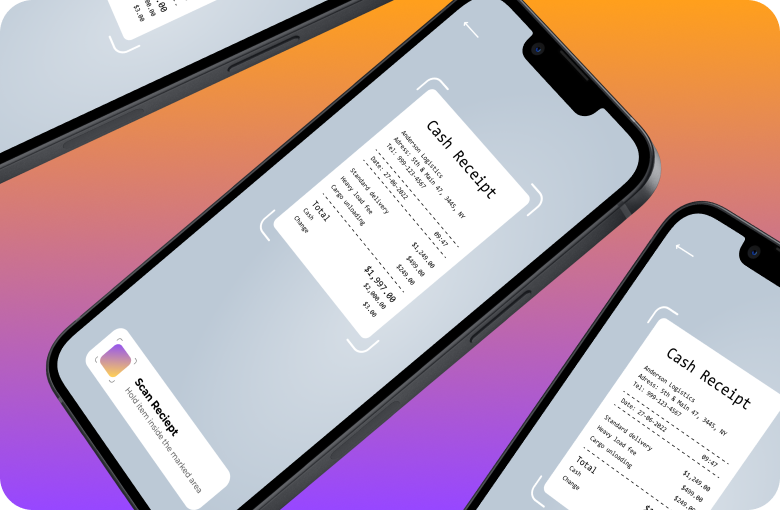 $3.00
Cash Receipt
Anderson Logistics
Adress: 5th & Main 47, 3445, NY
Tel: 999-123-4567
Date: 27-06-2022 09:47
Standard delivery $1,249.00
Heavy load fee $499.00
Cargo unloading $249.00
Total $1,997.00
Cash $2,000.00
Change $3.00
Scan Reciept
Hold item inside the marked area
Cash Receipt
Anderson Logistics
Adress: 5th & Main 47, 3445, NY
Tel: 999-123-4567
Date: 27-06-2022 09:47
Standard delivery $1,249.00
Heavy load fee $499.00
Cargo unloading
Total
Cash
Change